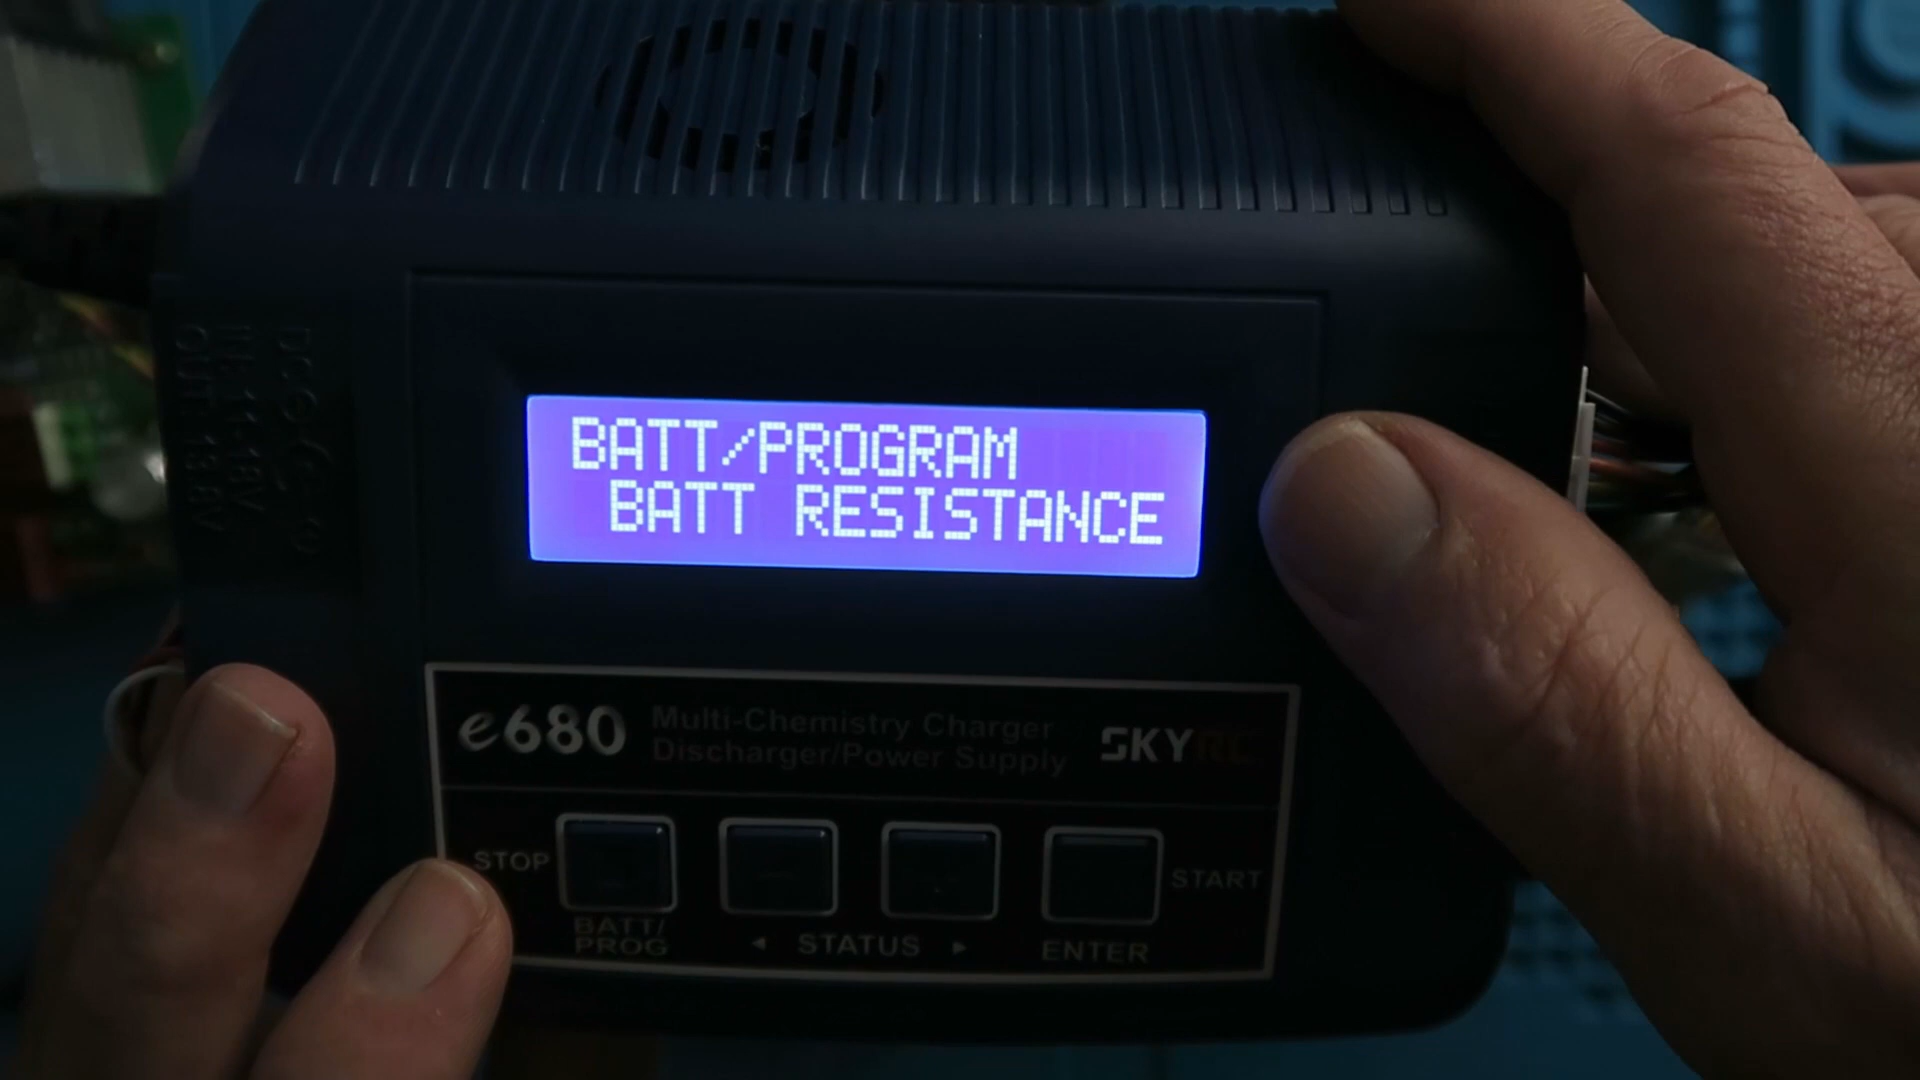 BATT/PROGRAM
BATT RESISTANCE
e680
Multi-Chemistry Charger
Discharger/Power Supply
SKYRC
STOP
START
BATT/
PROG
◄ STATUS ►
ENTER